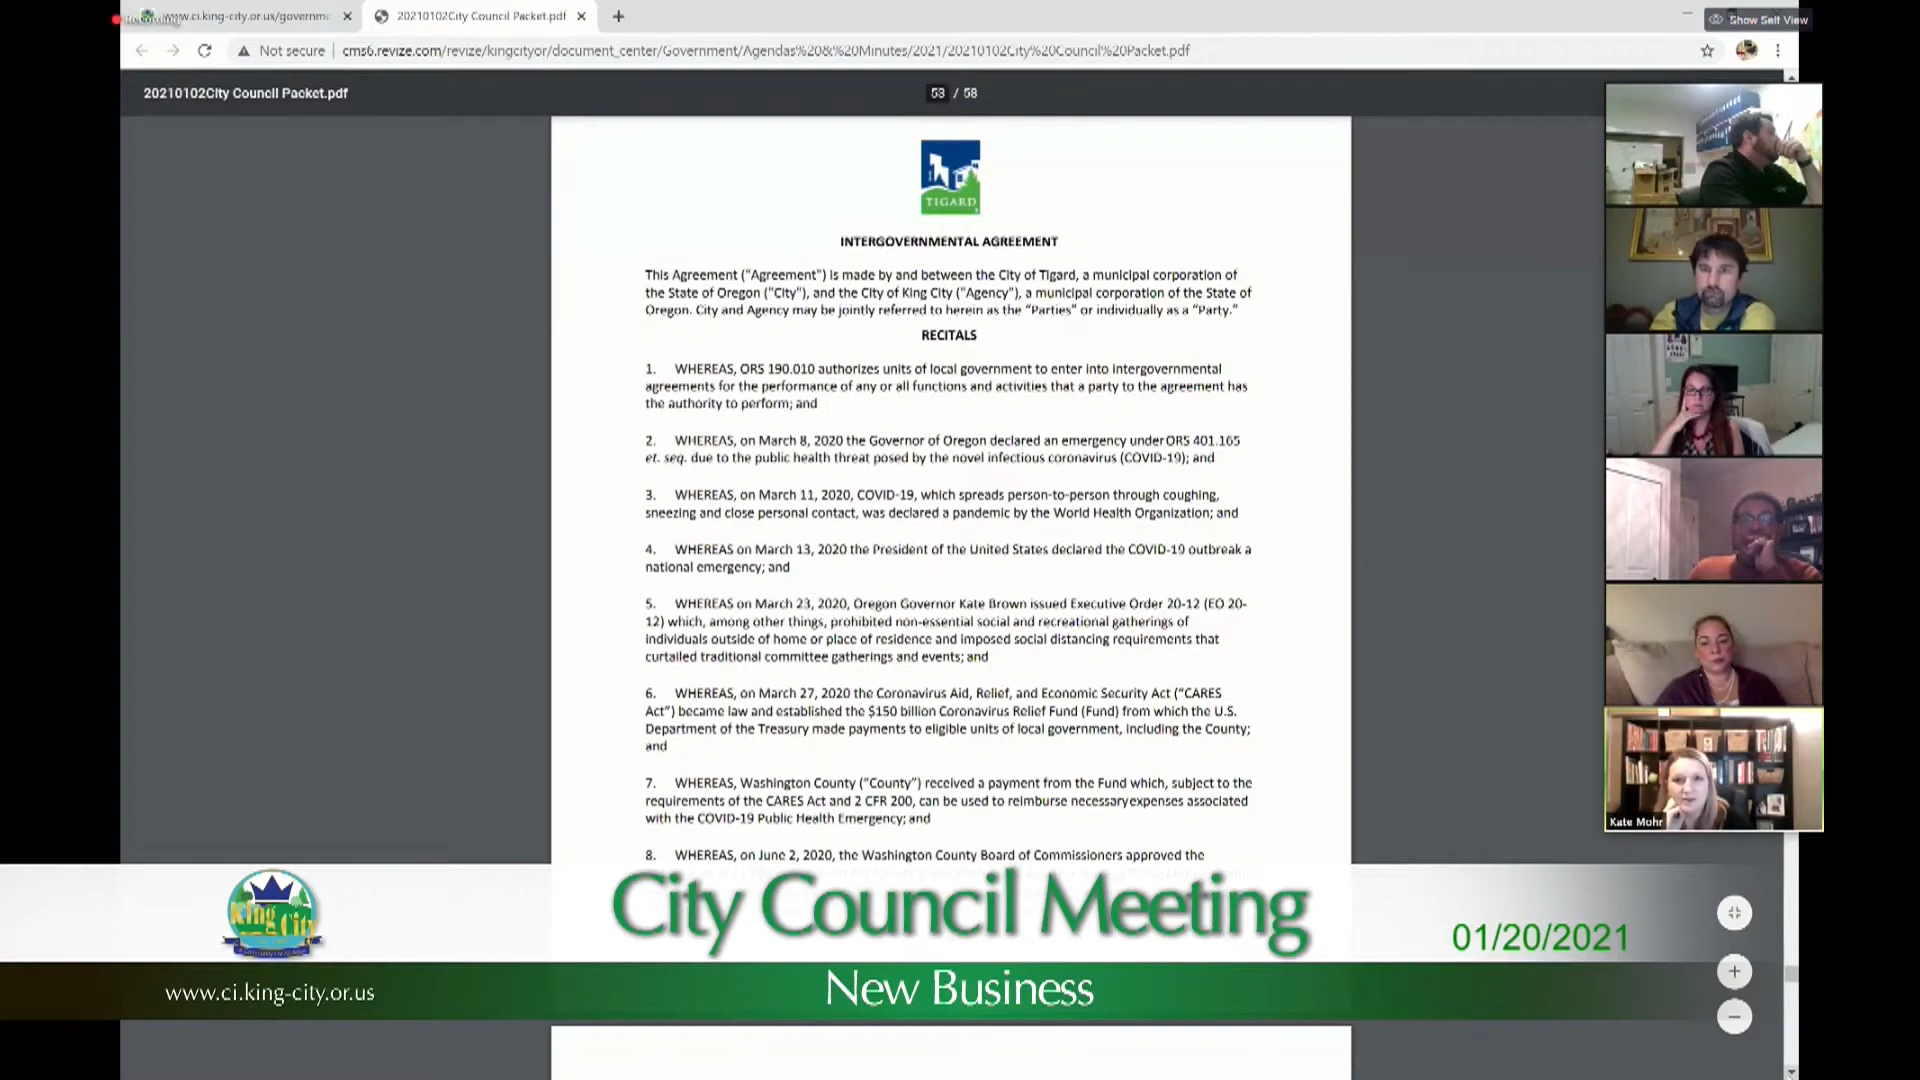 www.ci.king-city.or.us/governme
20210102City Council Packet.pdf
Show Self View
Not secure
cms6.revize.com/revize/kingcityor/document_center/Government/Agendas%20&%20Minutes/2021/20210102City%20Council%20Packet.pdf
20210102City Council Packet.pdf
53 / 58
TIGARD
INTERGOVERNMENTAL AGREEMENT
This Agreement ("Agreement") is made by and between the City of Tigard, a municipal corporation of
the State of Oregon ("City"), and the City of King City ("Agency"), a municipal corporation of the State of
Oregon. City and Agency may be jointly referred to herein as the "Parties" or individually as a "Party."
RECITALS
1. WHEREAS, ORS 190.010 authorizes units of local government to enter into intergovernmental
agreements for the performance of any or all functions and activities that a party to the agreement has
the authority to perform; and
2. WHEREAS, on March 8, 2020 the Governor of Oregon declared an emergency under ORS 401.165
et. seq. due to the public health threat posed by the novel infectious coronavirus (COVID-19); and
3. WHEREAS, on March 11, 2020, COVID-19, which spreads person-to-person through coughing,
sneezing and close personal contact, was declared a pandemic by the World Health Organization; and
4. WHEREAS on March 13, 2020 the President of the United States declared the COVID-19 outbreak a
national emergency; and
5. WHEREAS on March 23, 2020, Oregon Governor Kate Brown issued Executive Order 20-12 (EO 20-
12) which, among other things, prohibited non-essential social and recreational gatherings of
individuals outside of home or place of residence and imposed social distancing requirements that
curtailed traditional committee gatherings and events; and
6. WHEREAS, on March 27, 2020 the Coronavirus Aid, Relief, and Economic Security Act ("CARES
Act") became law and established the $150 billion Coronavirus Relief Fund (Fund) from which the U.S.
Department of the Treasury made payments to eligible units of local government, including the County;
and
7. WHEREAS, Washington County ("County") received a payment from the Fund which, subject to the
requirements of the CARES Act and 2 CFR 200, can be used to reimburse necessary expenses associated
with the COVID-19 Public Health Emergency; and
8. WHEREAS, on June 2, 2020, the Washington County Board of Commissioners approved the
Kate Mohr
King City
City Council Meeting
01/20/2021
www.ci.king-city.or.us
New Business